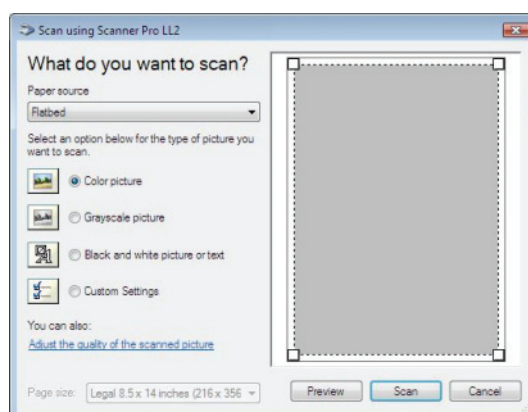 Scan using Scanner Pro LL2
What do you want to scan?
Paper source
Flatbed
Select an option below for the type of picture you
want to scan.
Color picture
Grayscale picture
Black and white picture or text
Custom Settings
You can also:
Adjust the quality of the scanned picture
Page size: Legal 8.5 x 14 inches (216 x 356
Preview Scan Cancel